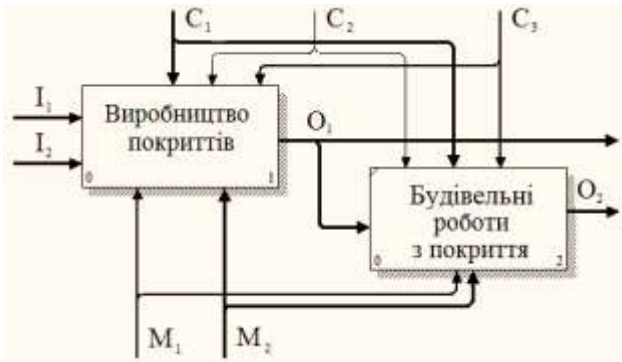 C₁ C₂ C₃
I₁
I₂
Виробництво
покриттів
0 1
O₁
Будівельні
роботи
з покриття
0 2
O₂
M₁ M₂